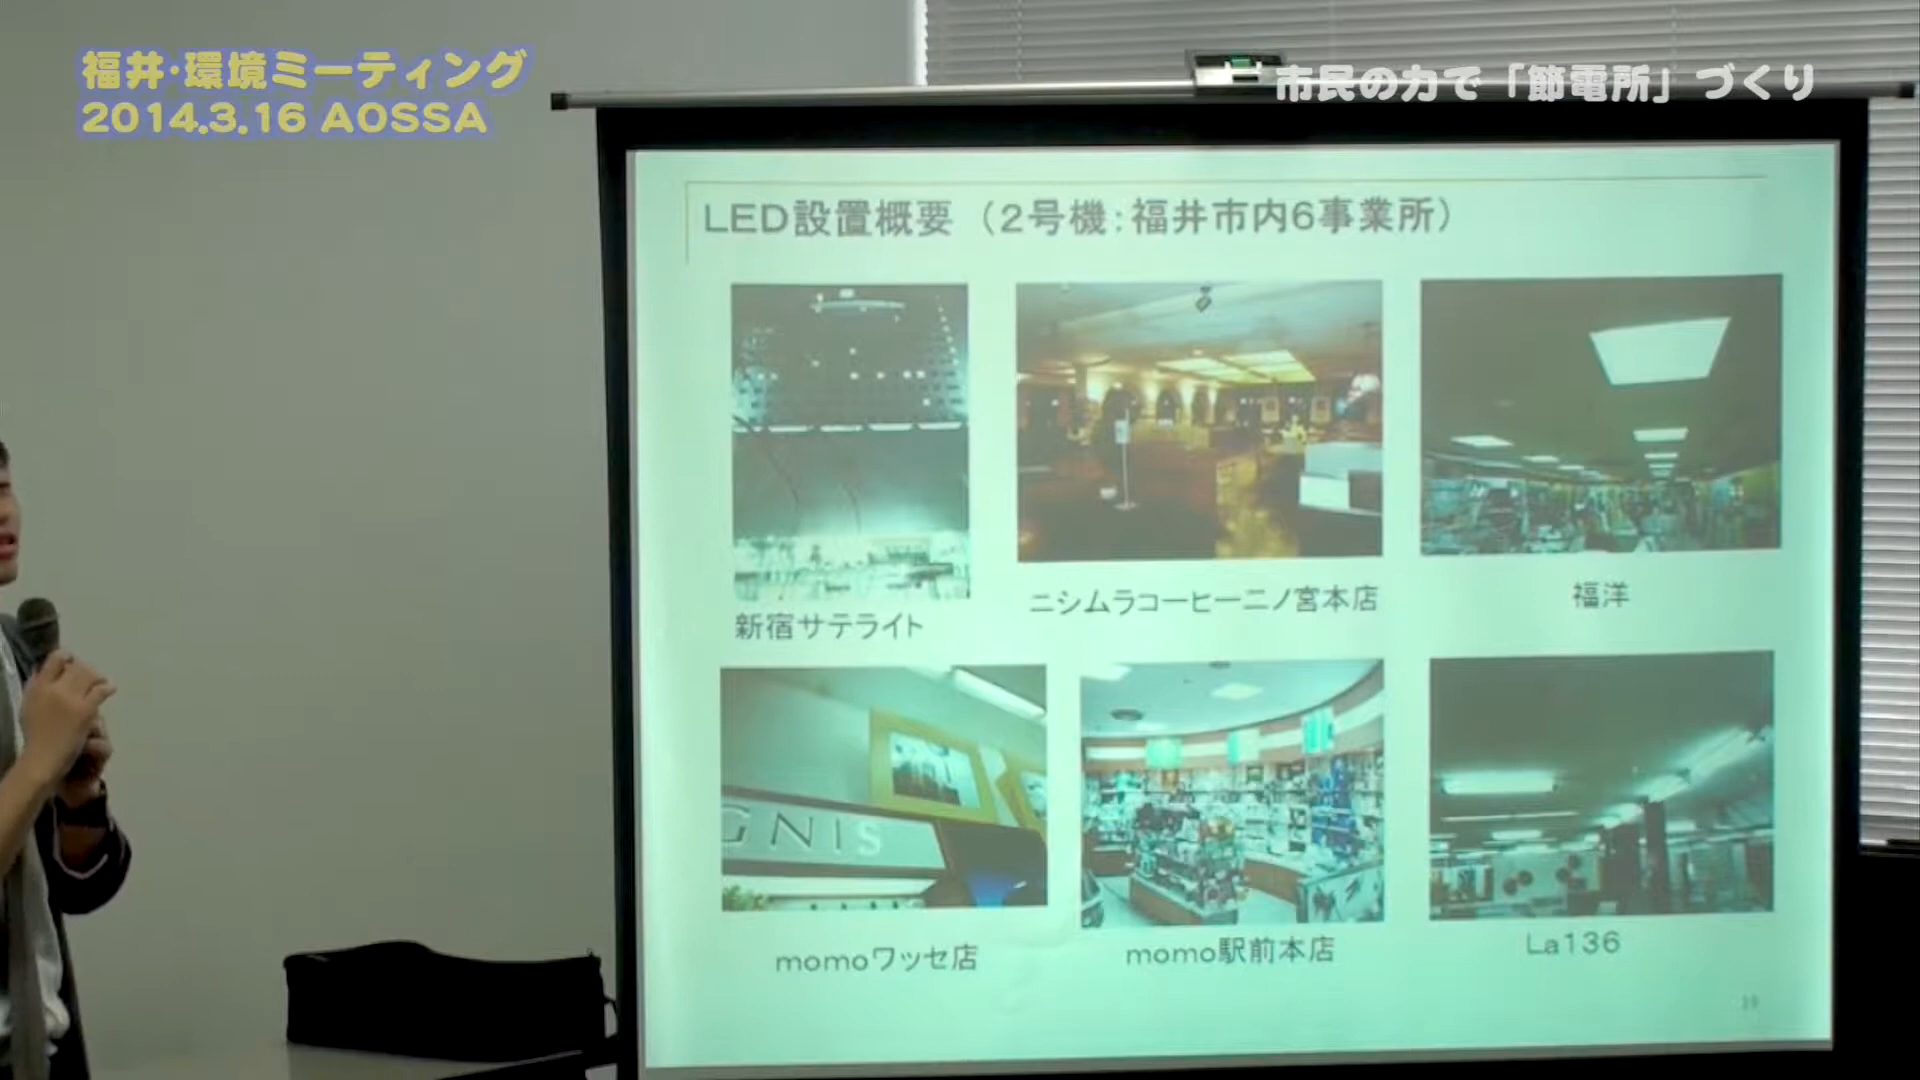 福井・環境ミーティング
2014.3.16 AOSSA
市民の力で「節電所」づくり
LED設置概要（2号機：福井市内6事業所）
新宿サテライト
ニシムラコーヒーニノ宮本店
福洋
GNIS
momoワッセ店
momo駅前本店
La136